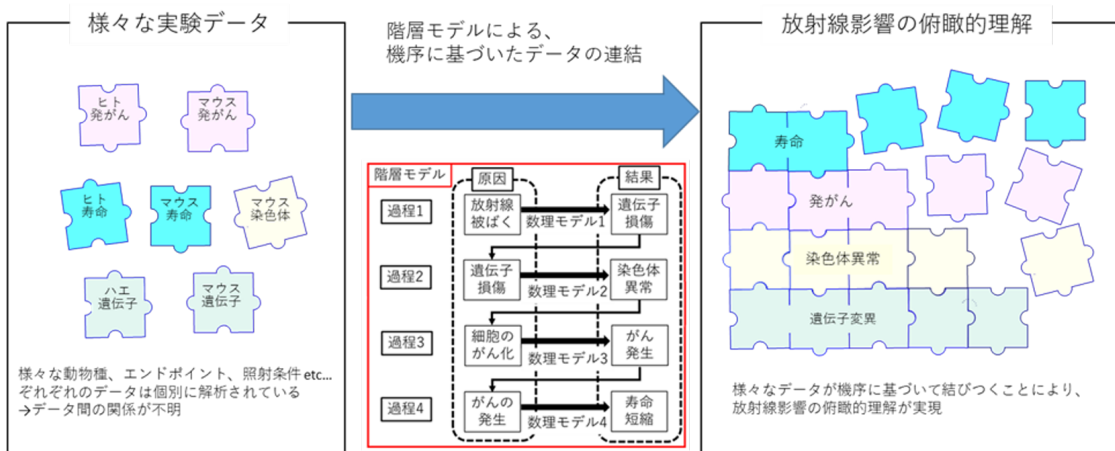 様々な実験データ
ヒト
発がん
マウス
発がん
ヒト
寿命
マウス
寿命
マウス
染色体
ハエ
遺伝子
マウス
遺伝子
様々な動物種、エンドポイント、照射条件etc…
ぞれぞれのデータは個別に解析されている
→データ間の関係が不明
階層モデルによる、
機序に基づいたデータの連結
階層モデル
原因
結果
過程1
放射線
被ばく
数理モデル1
遺伝子
損傷
過程2
遺伝子
損傷
数理モデル2
染色体
異常
過程3
細胞の
がん化
数理モデル3
がん
発生
過程4
がんの
発生
数理モデル4
寿命
短縮
放射線影響の俯瞰的理解
寿命
発がん
染色体異常
遺伝子変異
様々なデータが機序に基づいて結びつくことにより、
放射線影響の俯瞰的理解が実現